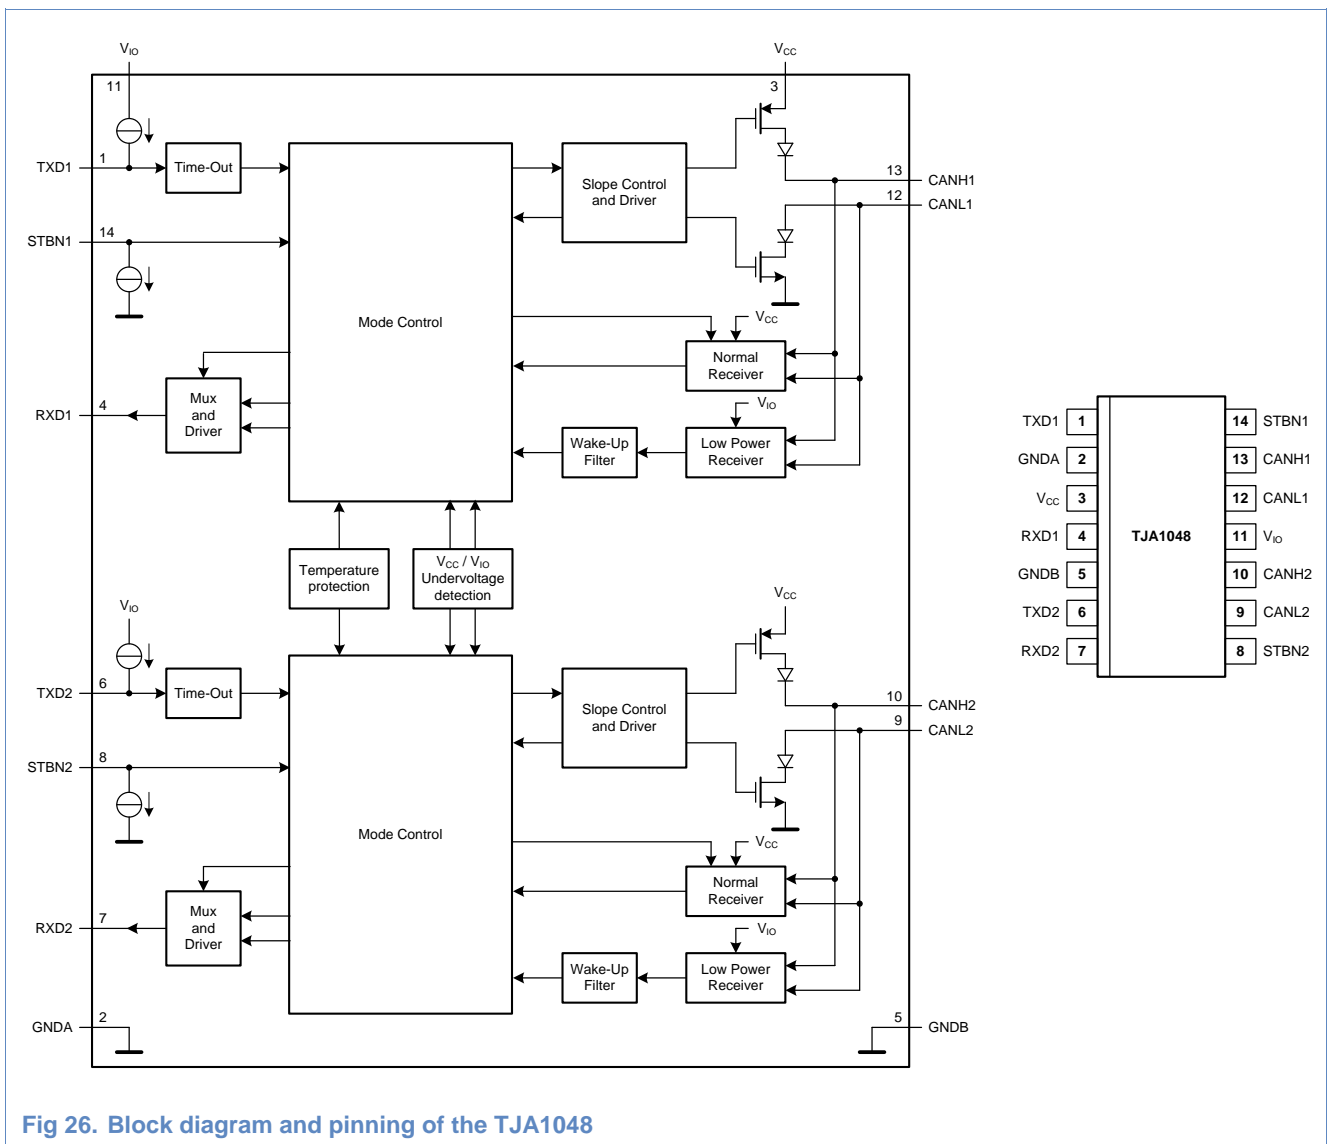 VIO
VCC
11
3
TXD1
1
Time-Out
13
CANH1
Slope Control
and Driver
12
CANL1
STBN1
14
Mode Control
VCC
Normal
Receiver
RXD1
4
Mux
and
Driver
VIO
Wake-Up
Filter
Low Power
Receiver
Temperature
protection
VCC / VIO
Undervoltage
detection
VIO
VCC
TXD2
6
Time-Out
10
CANH2
Slope Control
and Driver
9
CANL2
STBN2
8
Mode Control
VCC
Normal
Receiver
RXD2
7
Mux
and
Driver
VIO
Wake-Up
Filter
Low Power
Receiver
GNDA
2
5
GNDB
TXD1 1 14 STBN1
GNDA 2 13 CANH1
VCC 3 12 CANL1
RXD1 4 TJA1048 11 VIO
GNDB 5 10 CANH2
TXD2 6 9 CANL2
RXD2 7 8 STBN2
Fig 26. Block diagram and pinning of the TJA1048